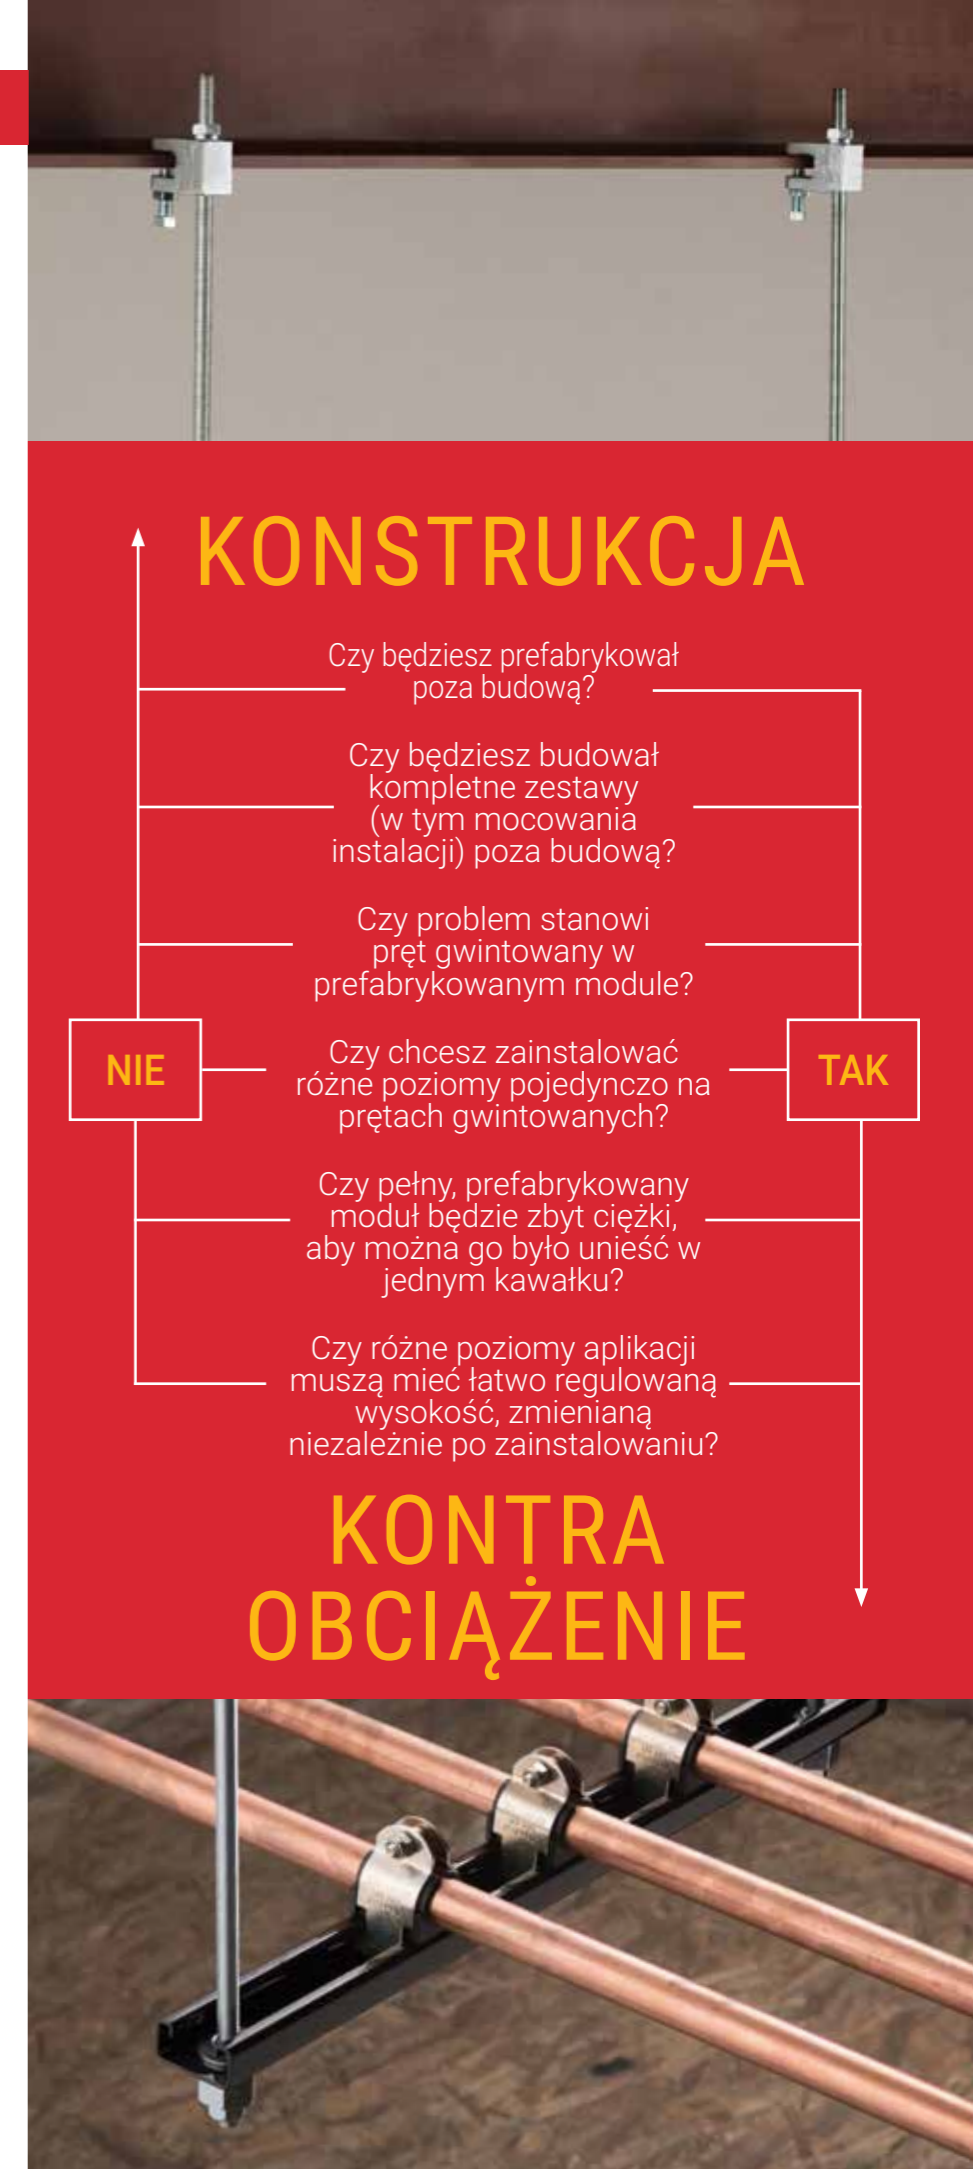 KONSTRUKCJA
Czy będziesz prefabrykował
poza budową?
Czy będziesz budował
kompletne zestawy
(w tym mocowania
instalacji) poza budową?
Czy problem stanowi
pręt gwintowany w
prefabrykowanym module?
NIE
Czy chcesz zainstalować
różne poziomy pojedynczo na
prętach gwintowanych?
TAK
Czy pełny, prefabrykowany
moduł będzie zbyt ciężki,
aby można go było unieść w
jednym kawałku?
Czy różne poziomy aplikacji
muszą mieć łatwo regulowaną
wysokość, zmienianą
niezależnie po zainstalowaniu?
KONTRA
OBCIĄŻENIE